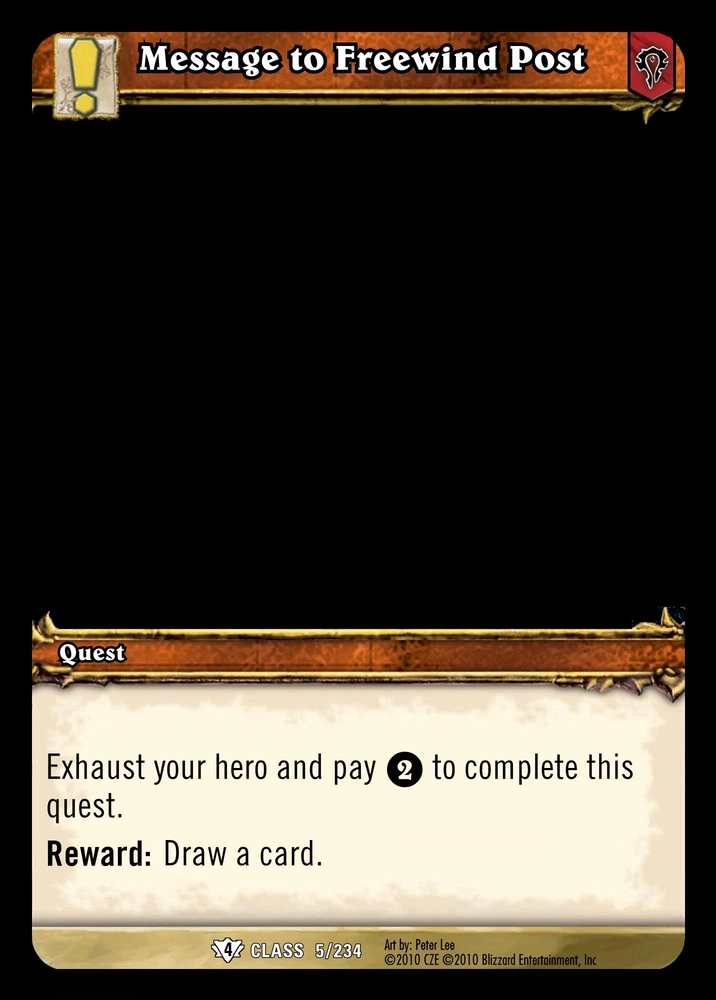 Message to Freewind Post
Quest
Exhaust your hero and pay 2 to complete this
quest.
Reward: Draw a card.
4 CLASS 5/234
Art by: Peter Lee
©2010 CZE ©2010 Blizzard Entertainment, Inc